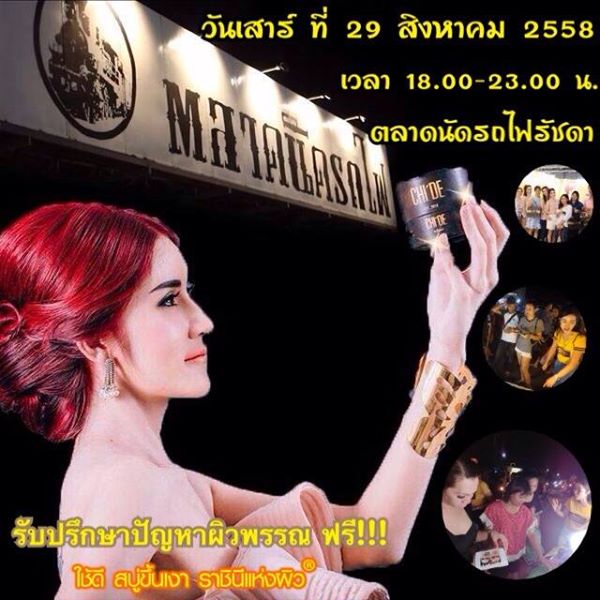 วันเสาร์ ที่ 29 สิงหาคม 2558
เวลา 18.00-23.00 น.
ตลาดนัดรถไฟรัชดา
ตลาดนัดรถไฟ
CHI'DE
CHI'DE
รับปรึกษาปัญหาผิวพรรณ ฟรี!!!
ใช้ดี สบู่ขึ้นเงา ราชินีแห่งผิว®